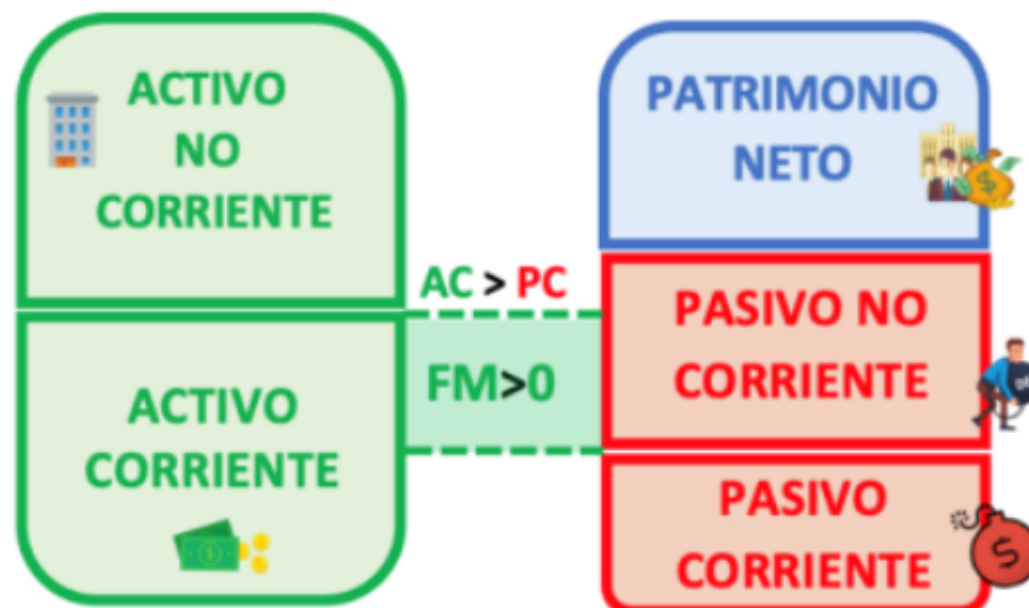 ACTIVO
NO
CORRIENTE
ACTIVO
CORRIENTE
AC > PC
FM>0
PATRIMONIO
NETO
PASIVO NO
CORRIENTE
PASIVO
CORRIENTE